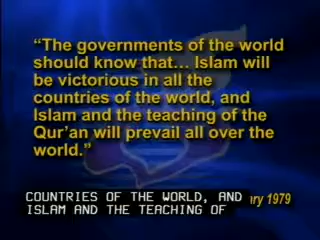 “The governments of the world
should know that... Islam will
be victorious in all the
countries of the world, and
Islam and the teaching of the
Qur’an will prevail all over the
world.”
COUNTRIES OF THE WORLD, AND
ISLAM AND THE TEACHING OF
1979